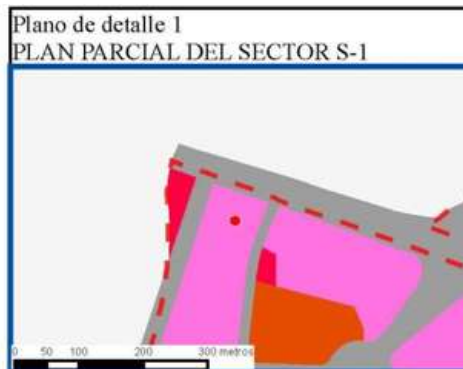 Plano de detalle 1
PLAN PARCIAL DEL SECTOR S-1
0 50 100 200 300 metros